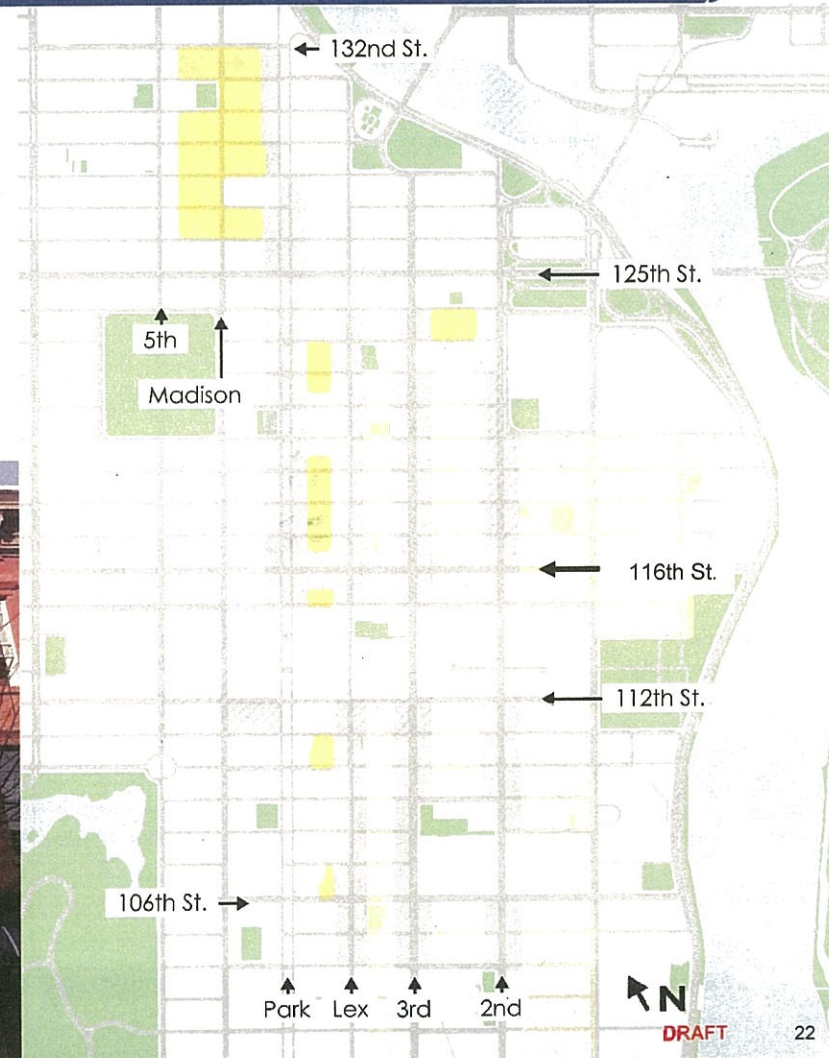 132nd St.
125th St.
5th
Madison
116th St.
112th St.
106th St.
Park Lex 3rd 2nd
N
DRAFT 22